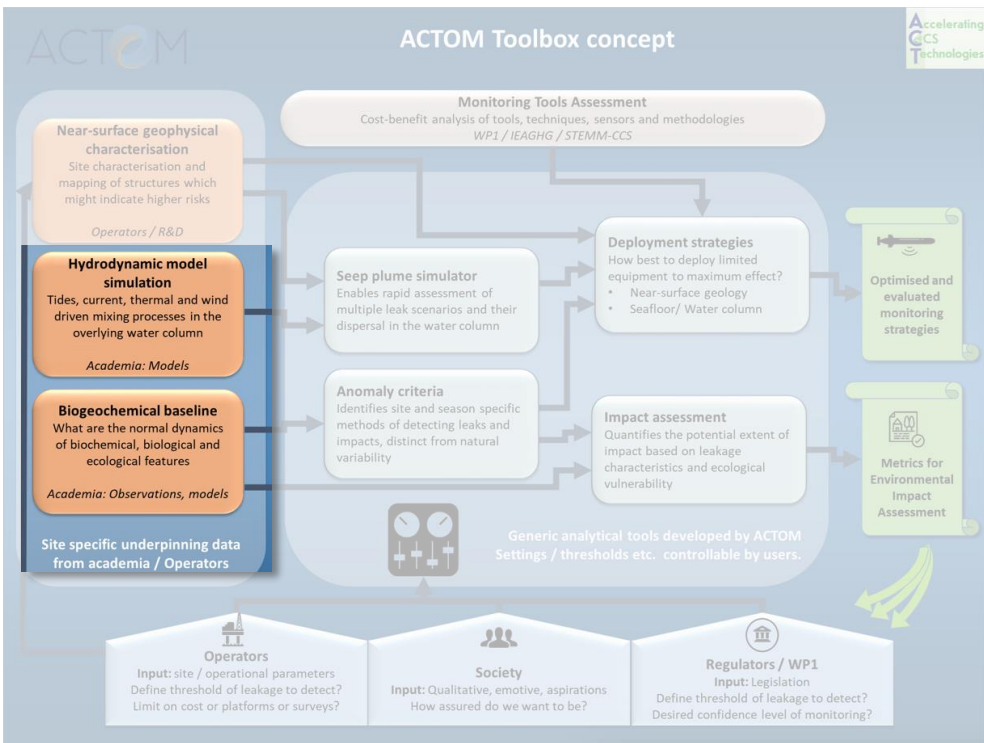 ACTOM
ACTOM Toolbox concept
Accelerating
CCS
Technologies
Near-surface geophysical
characterisation
Site characterisation and
mapping of structures which
might indicate higher risks
Operators / R&D
Hydrodynamic model
simulation
Tides, current, thermal and wind
driven mixing processes in the
overlying water column
Academia: Models
Biogeochemical baseline
What are the normal dynamics
of biochemical, biological and
ecological features
Academia: Observations, models
Site specific underpinning data
from academia / Operators
Monitoring Tools Assessment
Cost-benefit analysis of tools, techniques, sensors and methodologies
WP1 / IEAGHG / STEMM-CCS
Seep plume simulator
Enables rapid assessment of
multiple leak scenarios and their
dispersal in the water column
Anomaly criteria
Identifies site and season specific
methods of detecting leaks and
impacts, distinct from natural
variability
Deployment strategies
How best to deploy limited
equipment to maximum effect?
• Near-surface geology
• Seafloor/ Water column
Impact assessment
Quantifies the potential extent of
impact based on leakage
characteristics and ecological
vulnerability
Generic analytical tools developed by ACTOM
Settings / thresholds etc. controllable by users.
Optimised and
evaluated
monitoring
strategies
Metrics for
Environmental
Impact
Assessment
Operators
Input: site / operational parameters
Define threshold of leakage to detect?
Limit on cost or platforms or surveys?
Society
Input: Qualitative, emotive, aspirations
How assured do we want to be?
Regulators / WP1
Input: Legislation
Define threshold of leakage to detect?
Desired confidence level of monitoring?